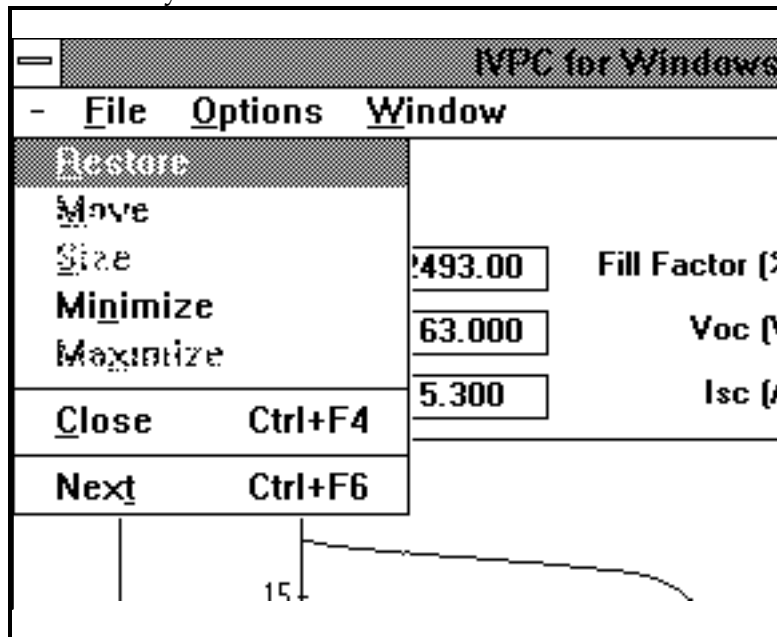 IVPC for Windows
- File Options Window
Restore
Move
Size
2493.00 Fill Factor (
Minimize
63.000 Voc (
Maximize
5.300 Isc (
Close Ctrl+F4
Next Ctrl+F6
15